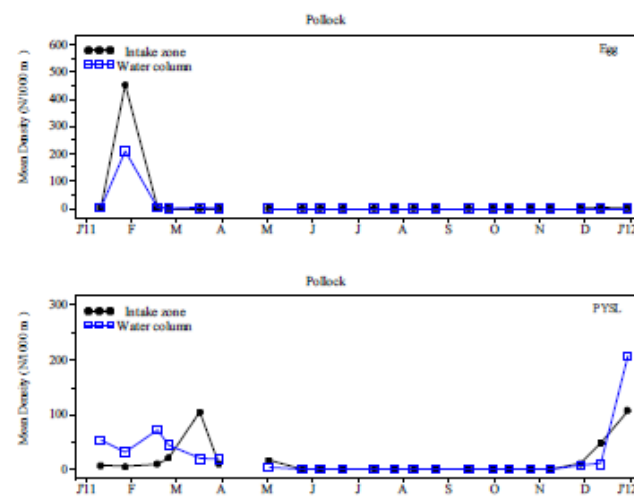 Pollock
Mean Density (N/1000 m )
600
500
400
300
200
100
0
Intake zone
Water column
Egg
J'11 F M A M J J A S O N D J'12
Pollock
Mean Density (N/1000 m )
300
200
100
0
Intake zone
Water column
PYSL
J'11 F M A M J J A S O N D J'12